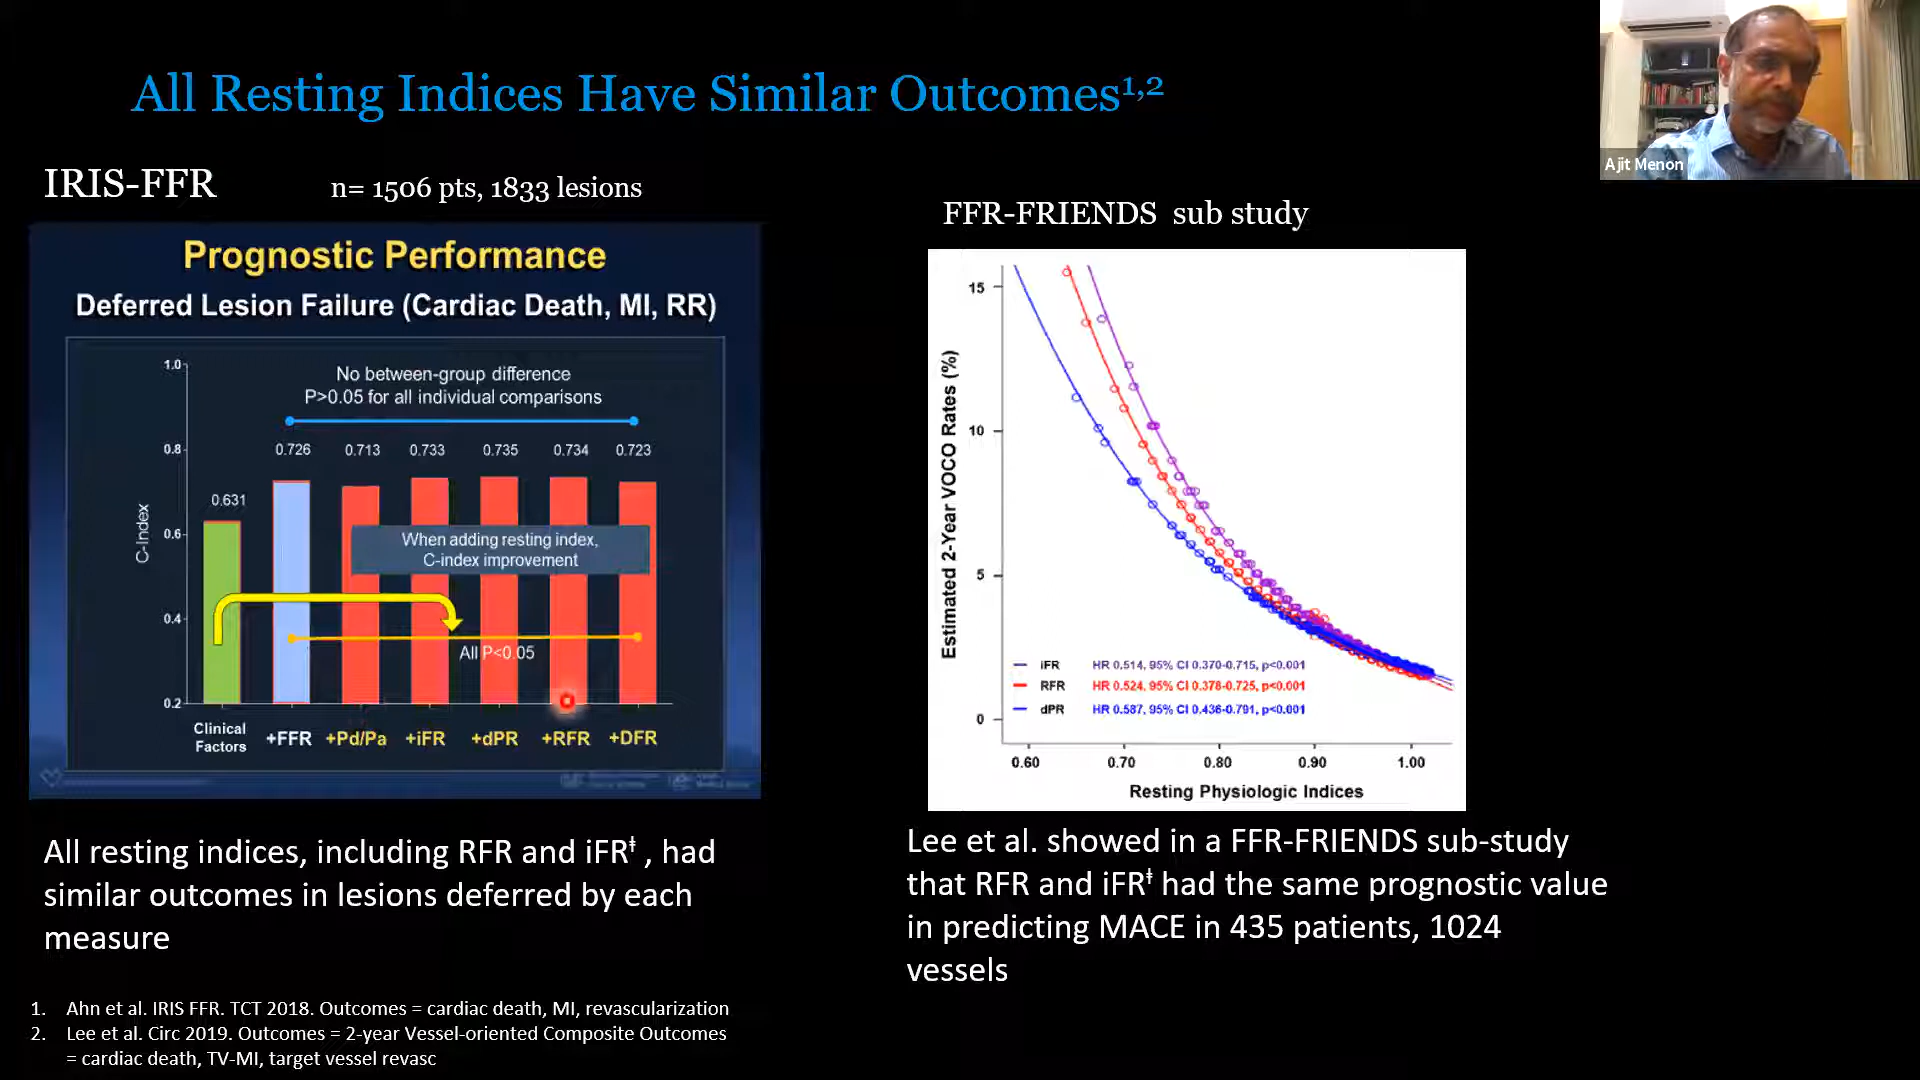 All Resting Indices Have Similar Outcomes1,2
Ajit Menon
IRIS-FFR
n= 1506 pts, 1833 lesions
Prognostic Performance
Deferred Lesion Failure (Cardiac Death, MI, RR)
No between-group difference
P>0.05 for all individual comparisons
C-Index
1.0
0.8
0.6
0.4
0.2
0.631
0.726
0.713
0.733
0.735
0.734
0.723
When adding resting index,
C-index improvement
All P<0.05
Clinical
Factors
+FFR
+Pd/Pa
+iFR
+dPR
+RFR
+DFR
All resting indices, including RFR and iFR‡ , had
similar outcomes in lesions deferred by each
measure
FFR-FRIENDS sub study
Estimated 2-Year VOCO Rates (%)
15
10
5
0
iFR HR 0.514, 95% CI 0.370-0.715, p<0.001
RFR HR 0.524, 95% CI 0.378-0.725, p<0.001
dPR HR 0.587, 95% CI 0.436-0.791, p<0.001
0.60
0.70
0.80
0.90
1.00
Resting Physiologic Indices
Lee et al. showed in a FFR-FRIENDS sub-study
that RFR and iFR‡ had the same prognostic value
in predicting MACE in 435 patients, 1024
vessels
1. Ahn et al. IRIS FFR. TCT 2018. Outcomes = cardiac death, MI, revascularization
2. Lee et al. Circ 2019. Outcomes = 2-year Vessel-oriented Composite Outcomes
= cardiac death, TV-MI, target vessel revasc